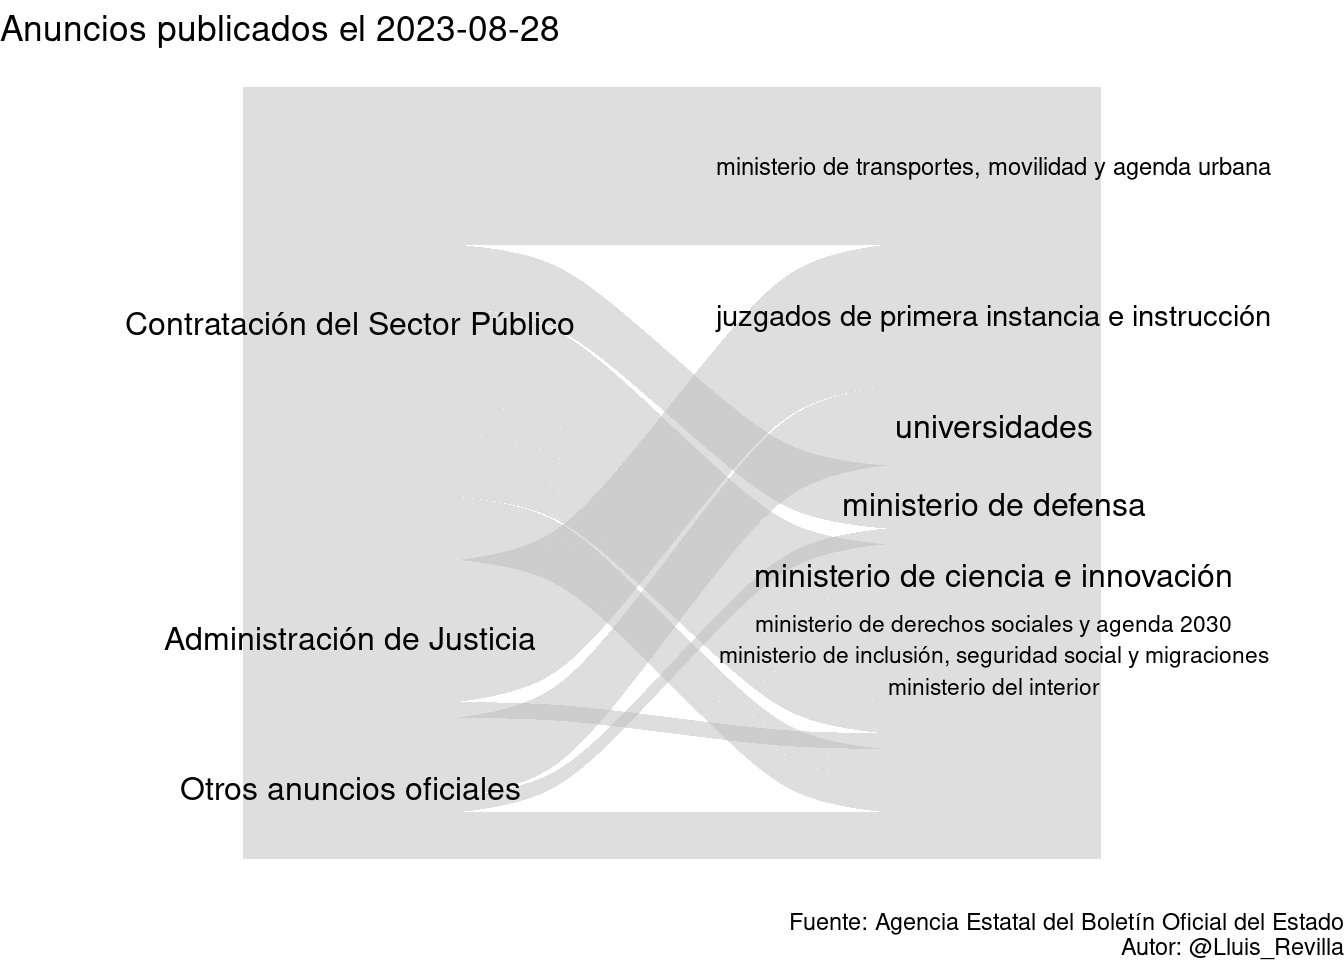 Anuncios publicados el 2023-08-28
ministerio de transportes, movilidad y agenda urbana
Contratación del Sector Público
juzgados de primera instancia e instrucción
universidades
ministerio de defensa
ministerio de ciencia e innovación
ministerio de derechos sociales y agenda 2030
Administración de Justicia
ministerio de inclusión, seguridad social y migraciones
ministerio del interior
Otros anuncios oficiales
Fuente: Agencia Estatal del Boletín Oficial del Estado
Autor: @Lluis_Revilla